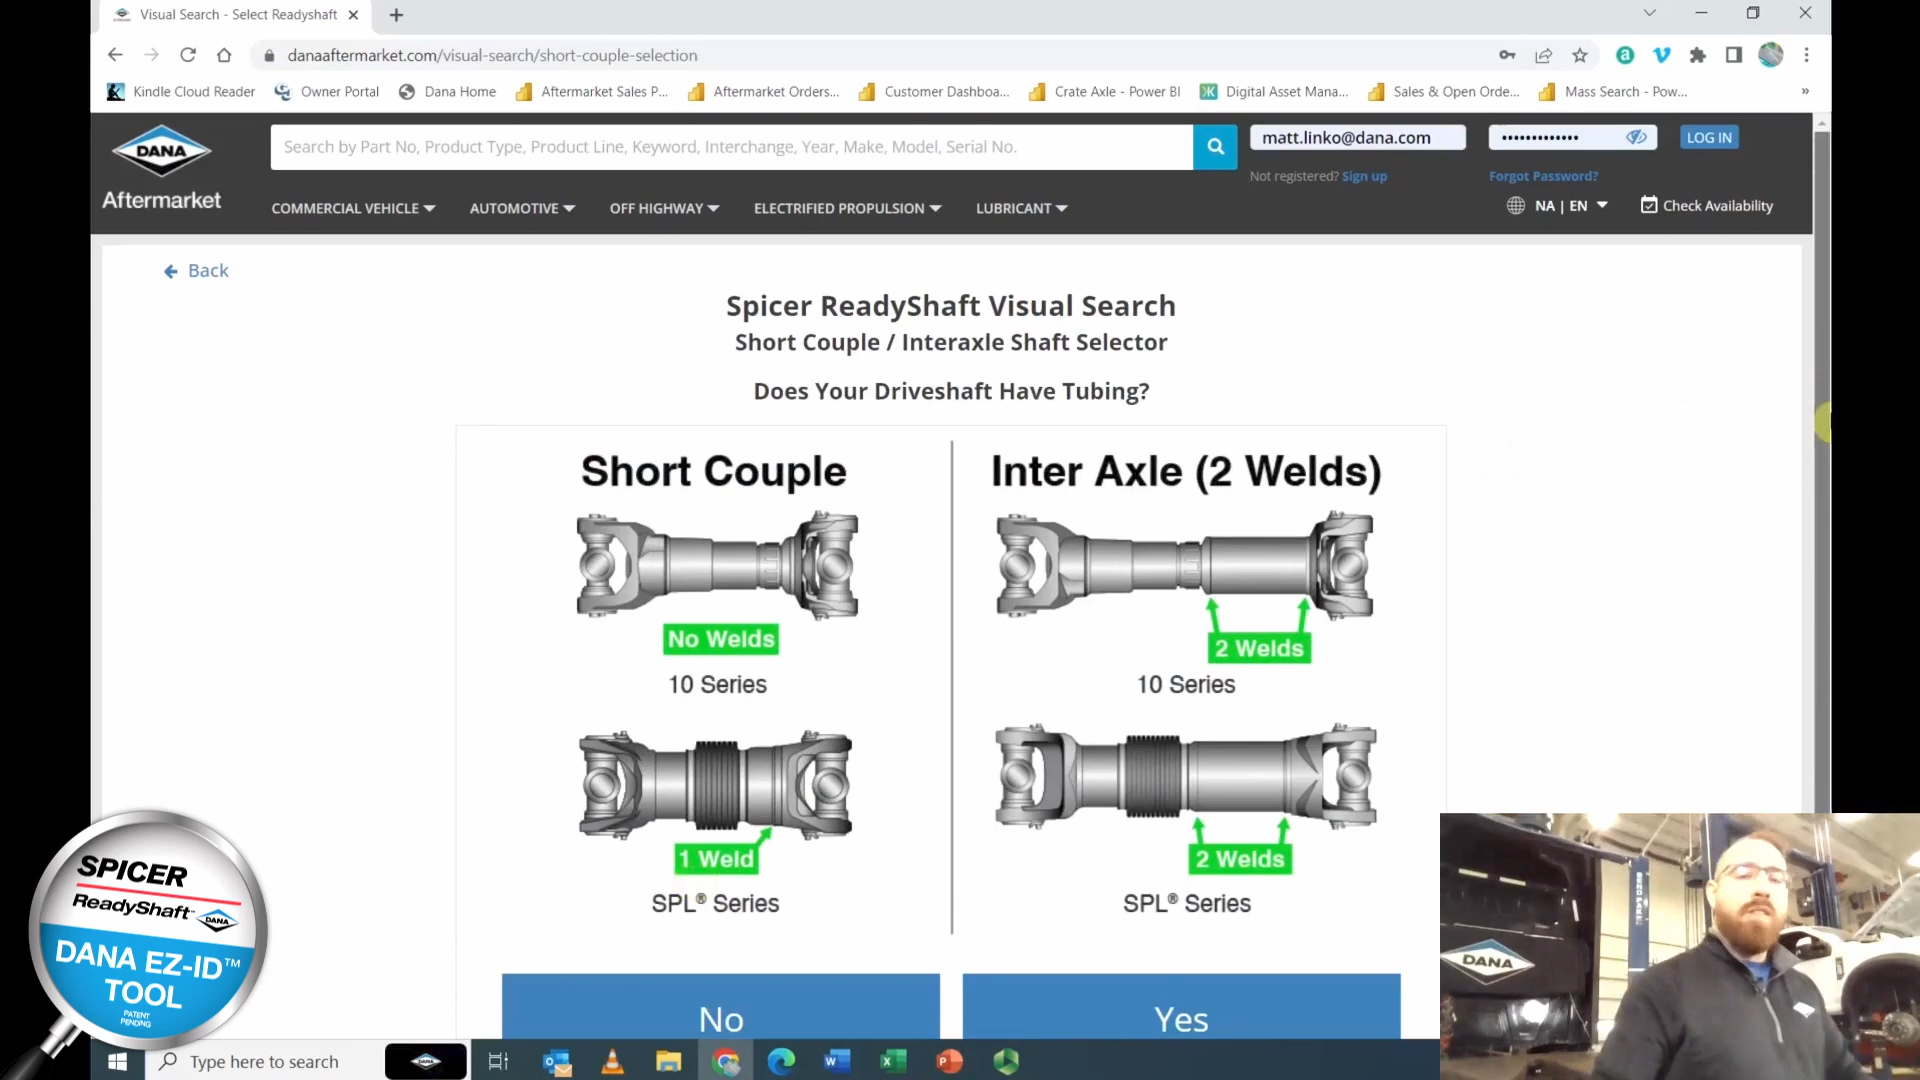 Visual Search - Select Readyshaft
danaaftermarket.com/visual-search/short-couple-selection
Kindle Cloud Reader
Owner Portal
Dana Home
Aftermarket Sales P...
Aftermarket Orders...
Customer Dashboa...
Crate Axle - Power BI
Digital Asset Mana...
Sales & Open Orde...
Mass Search - Pow...
»
DANA
Aftermarket
Search by Part No, Product Type, Product Line, Keyword, Interchange, Year, Make, Model, Serial No.
matt.linko@dana.com
•••••••••••••
LOG IN
Not registered? Sign up
Forgot Password?
COMMERCIAL VEHICLE
AUTOMOTIVE
OFF HIGHWAY
ELECTRIFIED PROPULSION
LUBRICANT
NA | EN
Check Availability
Back
Spicer ReadyShaft Visual Search
Short Couple / Interaxle Shaft Selector
Does Your Driveshaft Have Tubing?
Short Couple
Inter Axle (2 Welds)
No Welds
2 Welds
10 Series
10 Series
1 Weld
2 Welds
SPL® Series
SPL® Series
No
Yes
SPICER
ReadyShaft™
DANA
DANA EZ-ID™
TOOL
PATENT
PENDING
DANA
Type here to search
DANA